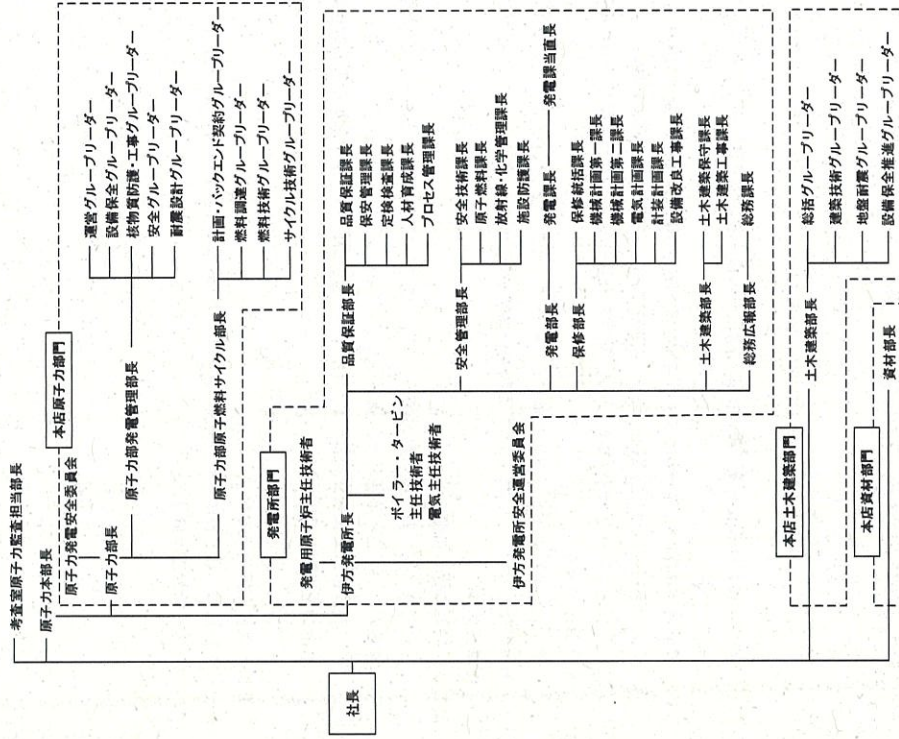 社長
考査室原子力監査担当部長
原子力本部長
本店原子力部門
原子力発電安全委員会
原子力部長
原子力部発電管理部長
運営グループリーダー
設備保全グループリーダー
核物質防護・工事グループリーダー
安全グループリーダー
耐震設計グループリーダー
原子力部原子燃料サイクル部長
計画・バックエンド契約グループリーダー
燃料調達グループリーダー
燃料技術グループリーダー
サイクル技術グループリーダー
発電所部門
発電用原子炉主任技術者
伊方発電所長
ボイラー・タービン
主任技術者
電気主任技術者
伊方発電所安全運営委員会
品質保証部長
品質保証課長
保安管理課長
定検検査課長
人材育成課長
プロセス管理課長
安全管理部長
安全技術課長
原子燃料課長
放射線・化学管理課長
施設防護課長
発電部長
発電課長
発電課当直長
保修部長
保修統括課長
機械計画第一課長
機械計画第二課長
電気計画課長
計装計画課長
設備改良工事課長
土木建築部長
土木建築保守課長
土木建築工事課長
総務広報部長
総務課長
本店土木建築部門
土木建築部長
総括グループリーダー
建築技術グループリーダー
地盤耐震グループリーダー
設備保全推進グループリーダー
本店資材部門
資材部長